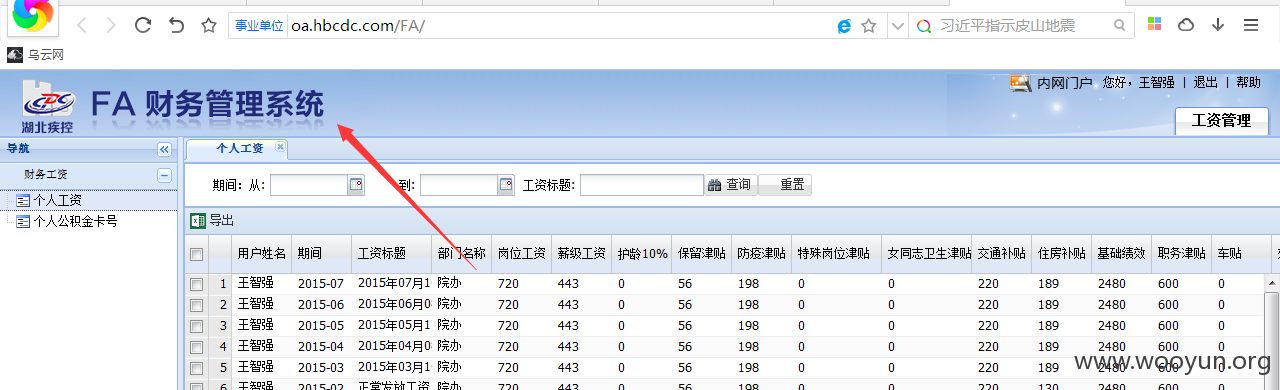 事业单位 oa.hbcdc.com/FA/ 习近平指示皮山地震
乌云网
CDC 湖北疾控 FA 财务管理系统 内网门户 您好，王智强 | 退出 | 帮助
工资管理
导航 个人工资
财务工资 期间：从： 到： 工资标题： 查询 重置
个人工资
个人公积金卡号 导出
用户姓名 期间 工资标题 部门名称 岗位工资 薪级工资 护龄10% 保留津贴 防疫津贴 特殊岗位津贴 女同志卫生津贴 交通补贴 住房补贴 基础绩效 职务津贴 车贴
1 王智强 2015-07 2015年07月1 院办 720 443 0 56 198 0 0 220 189 2480 600 0
2 王智强 2015-06 2015年06月08 院办 720 443 0 56 198 0 0 220 189 2480 600 0
3 王智强 2015-05 2015年05月1 院办 720 443 0 56 198 0 0 220 189 2480 600 0
4 王智强 2015-04 2015年04月08 院办 720 443 0 56 198 0 0 220 189 2480 600 0
5 王智强 2015-03 2015年03月1 院办 720 443 0 56 198 0 0 220 189 2480 600 0
6 王智强 2015-02 正常发放工资 院办 720 443 0 56 198 0 0 220 130 2480 600 0
www.wooyun.org